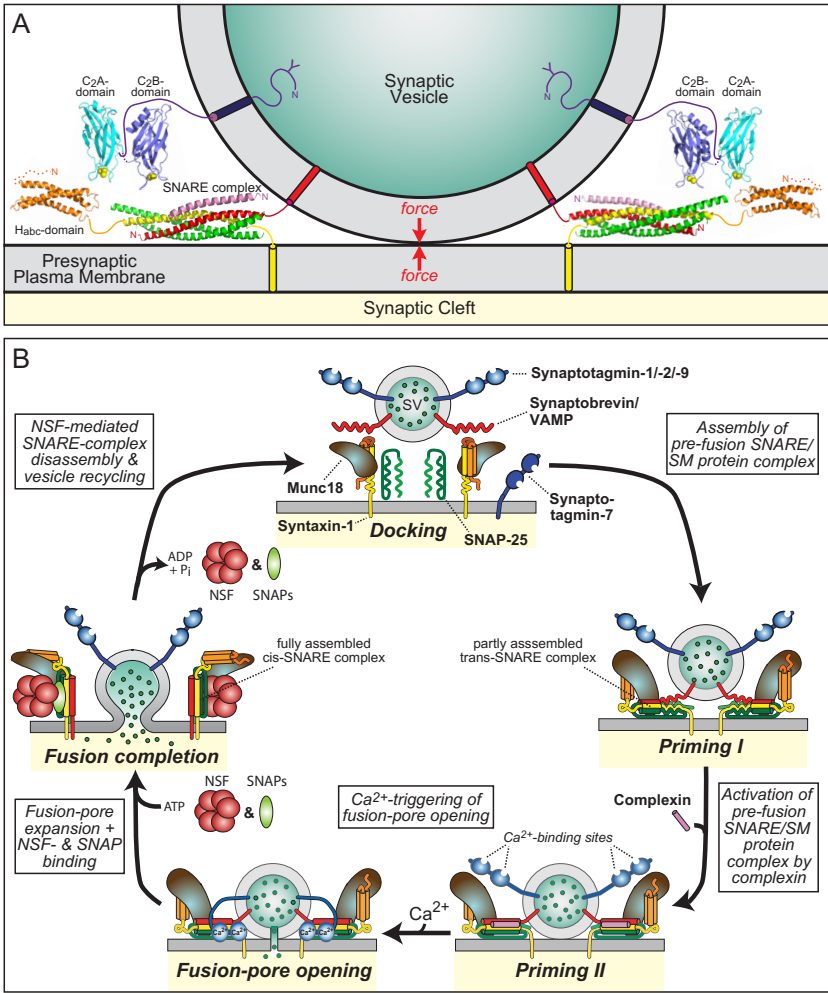 A
C2A-
domain
C2B-
domain
N
Synaptic
Vesicle
N
C2B-
domain
C2A-
domain
N
SNARE complex
N
Habc-domain
N
force
force
N
N
N
Presynaptic
Plasma Membrane
Synaptic Cleft
B
NSF-mediated
SNARE-complex
disassembly &
vesicle recycling
SV
Synaptotagmin-1/-2/-9
Synaptobrevin/
VAMP
Assembly of
pre-fusion SNARE/
SM protein complex
Munc18
Syntaxin-1
Docking
SNAP-25
Synapto-
tagmin-7
ADP
+ Pi
&
NSF
SNAPs
fully assembled
cis-SNARE complex
partly asssembled
trans-SNARE complex
Fusion completion
Priming I
Fusion-pore
expansion +
NSF- & SNAP
binding
ATP
NSF
SNAPs
&
Ca2+-triggering of
fusion-pore opening
Complexin
Activation of
pre-fusion
SNARE/SM
protein
complex by
complexin
Ca2+-binding sites
Ca2+
Ca2+
Ca2+
Ca2+
Ca2+
Fusion-pore opening
Priming II